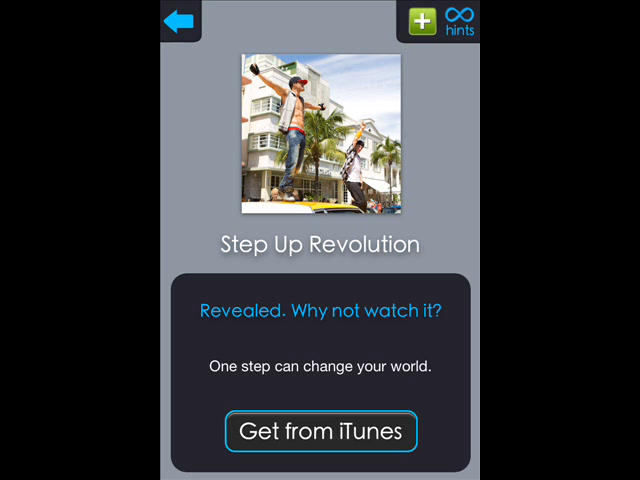 hints
Step Up Revolution
Revealed. Why not watch it?
One step can change your world.
Get from iTunes